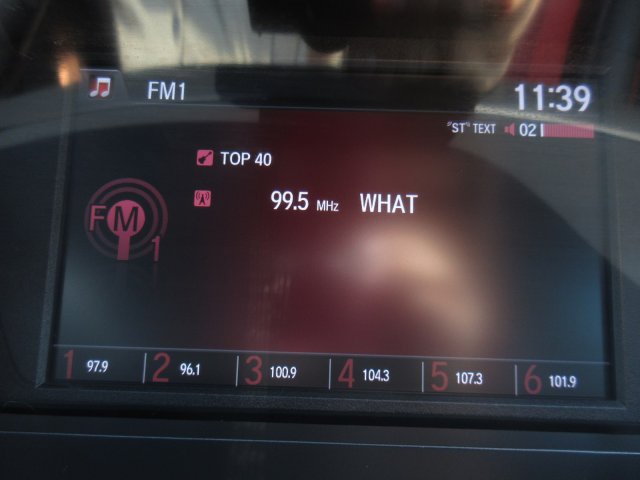 FM1 11:39
"ST" TEXT 02
TOP 40
99.5 MHz WHAT
FM 1
1 97.9 2 96.1 3 100.9 4 104.3 5 107.3 6 101.9